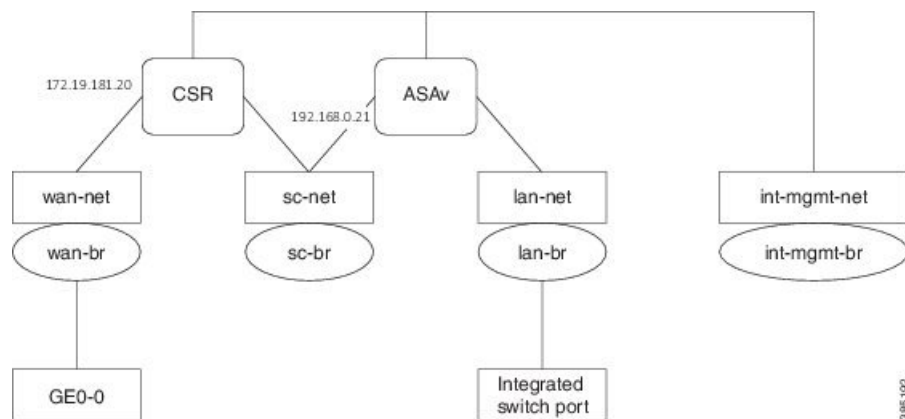 CSR
ASAv
172.19.181.20
192.168.0.21
wan-net
sc-net
lan-net
int-mgmt-net
wan-br
sc-br
lan-br
int-mgmt-br
GE0-0
Integrated
switch port